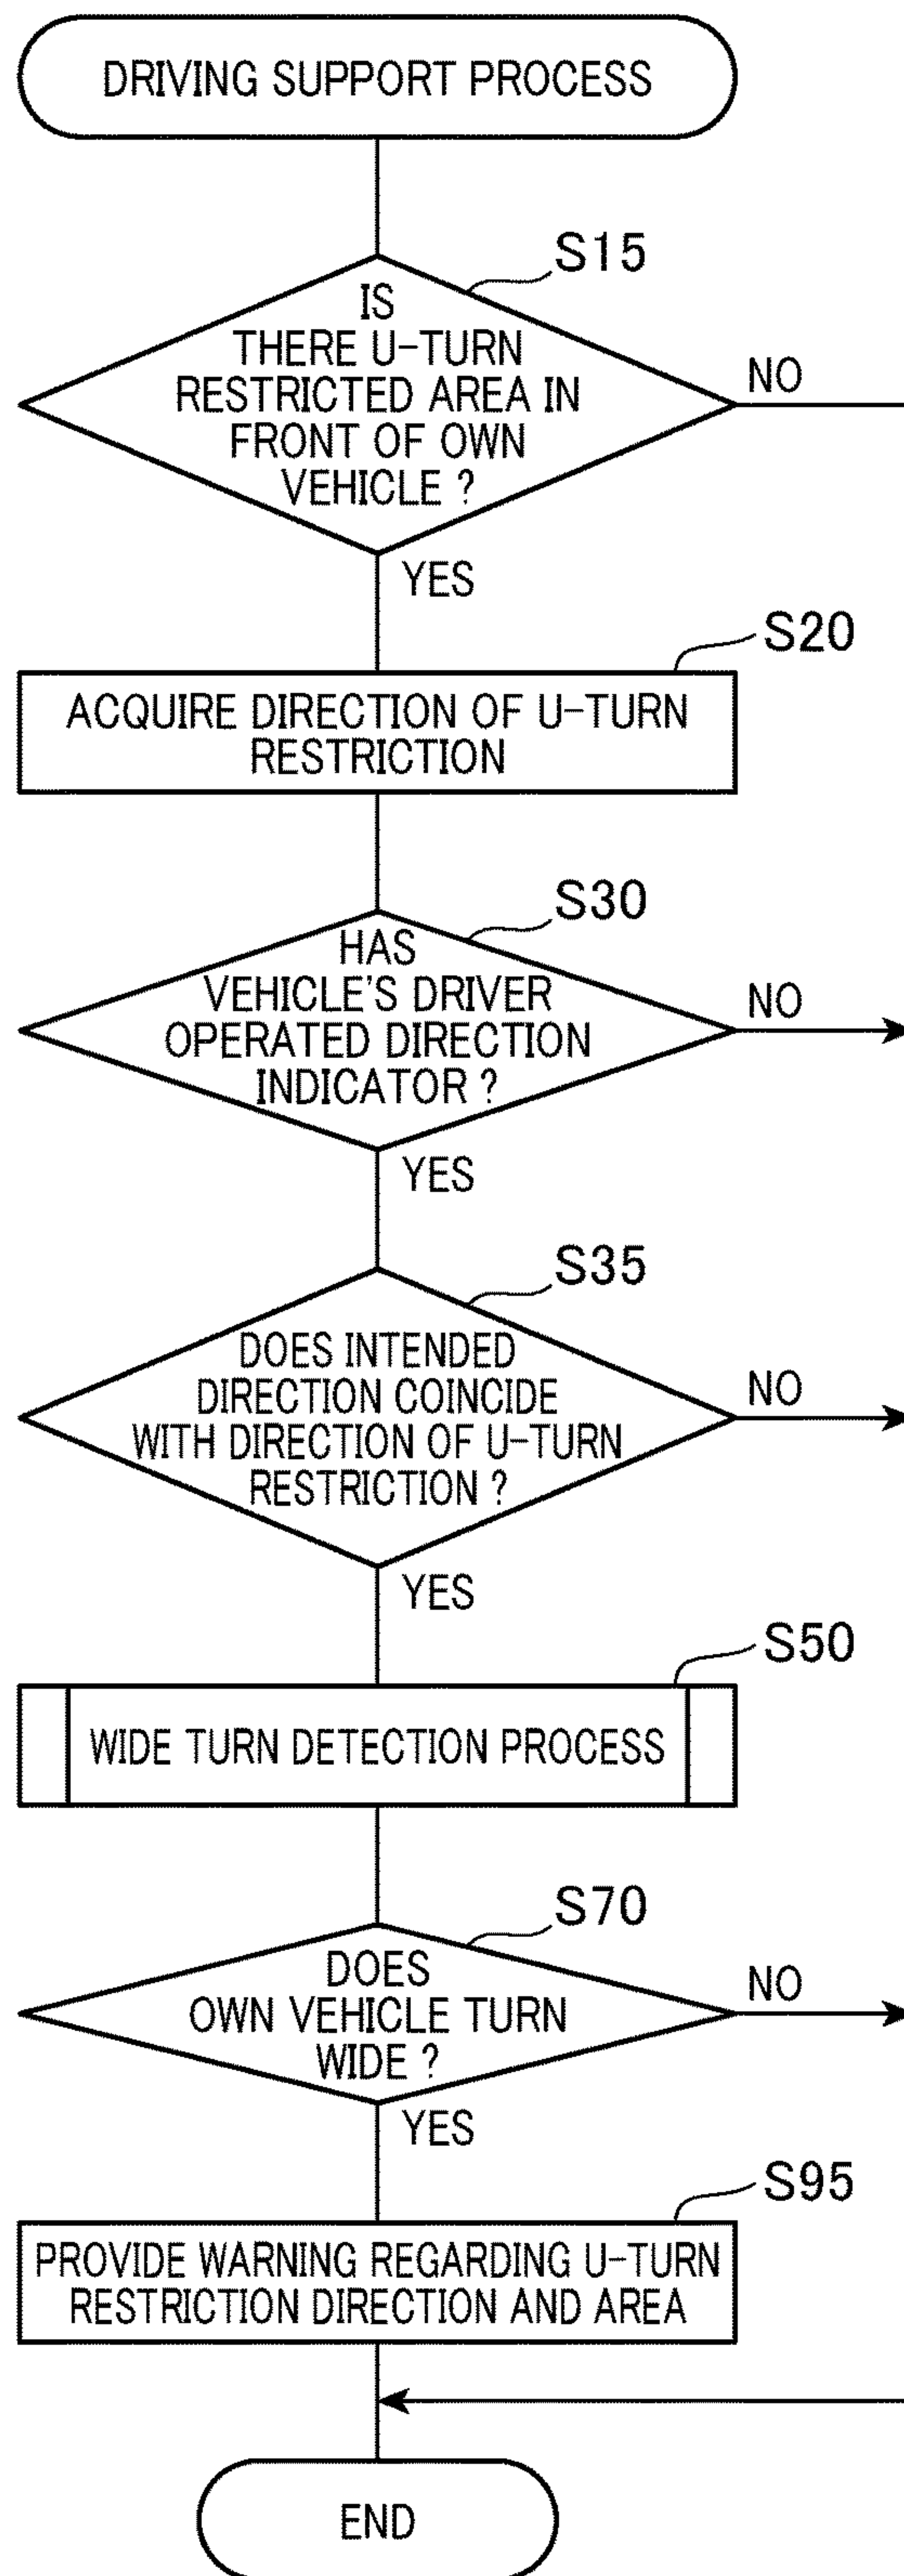 DRIVING SUPPORT PROCESS
S15
IS
THERE U-TURN
RESTRICTED AREA IN
FRONT OF OWN
VEHICLE ?
NO
YES
S20
ACQUIRE DIRECTION OF U-TURN
RESTRICTION
S30
HAS
VEHICLE'S DRIVER
OPERATED DIRECTION
INDICATOR ?
NO
YES
S35
DOES INTENDED
DIRECTION COINCIDE
WITH DIRECTION OF U-TURN
RESTRICTION ?
NO
YES
S50
WIDE TURN DETECTION PROCESS
S70
DOES
OWN VEHICLE TURN
WIDE ?
NO
YES
S95
PROVIDE WARNING REGARDING U-TURN
RESTRICTION DIRECTION AND AREA
END